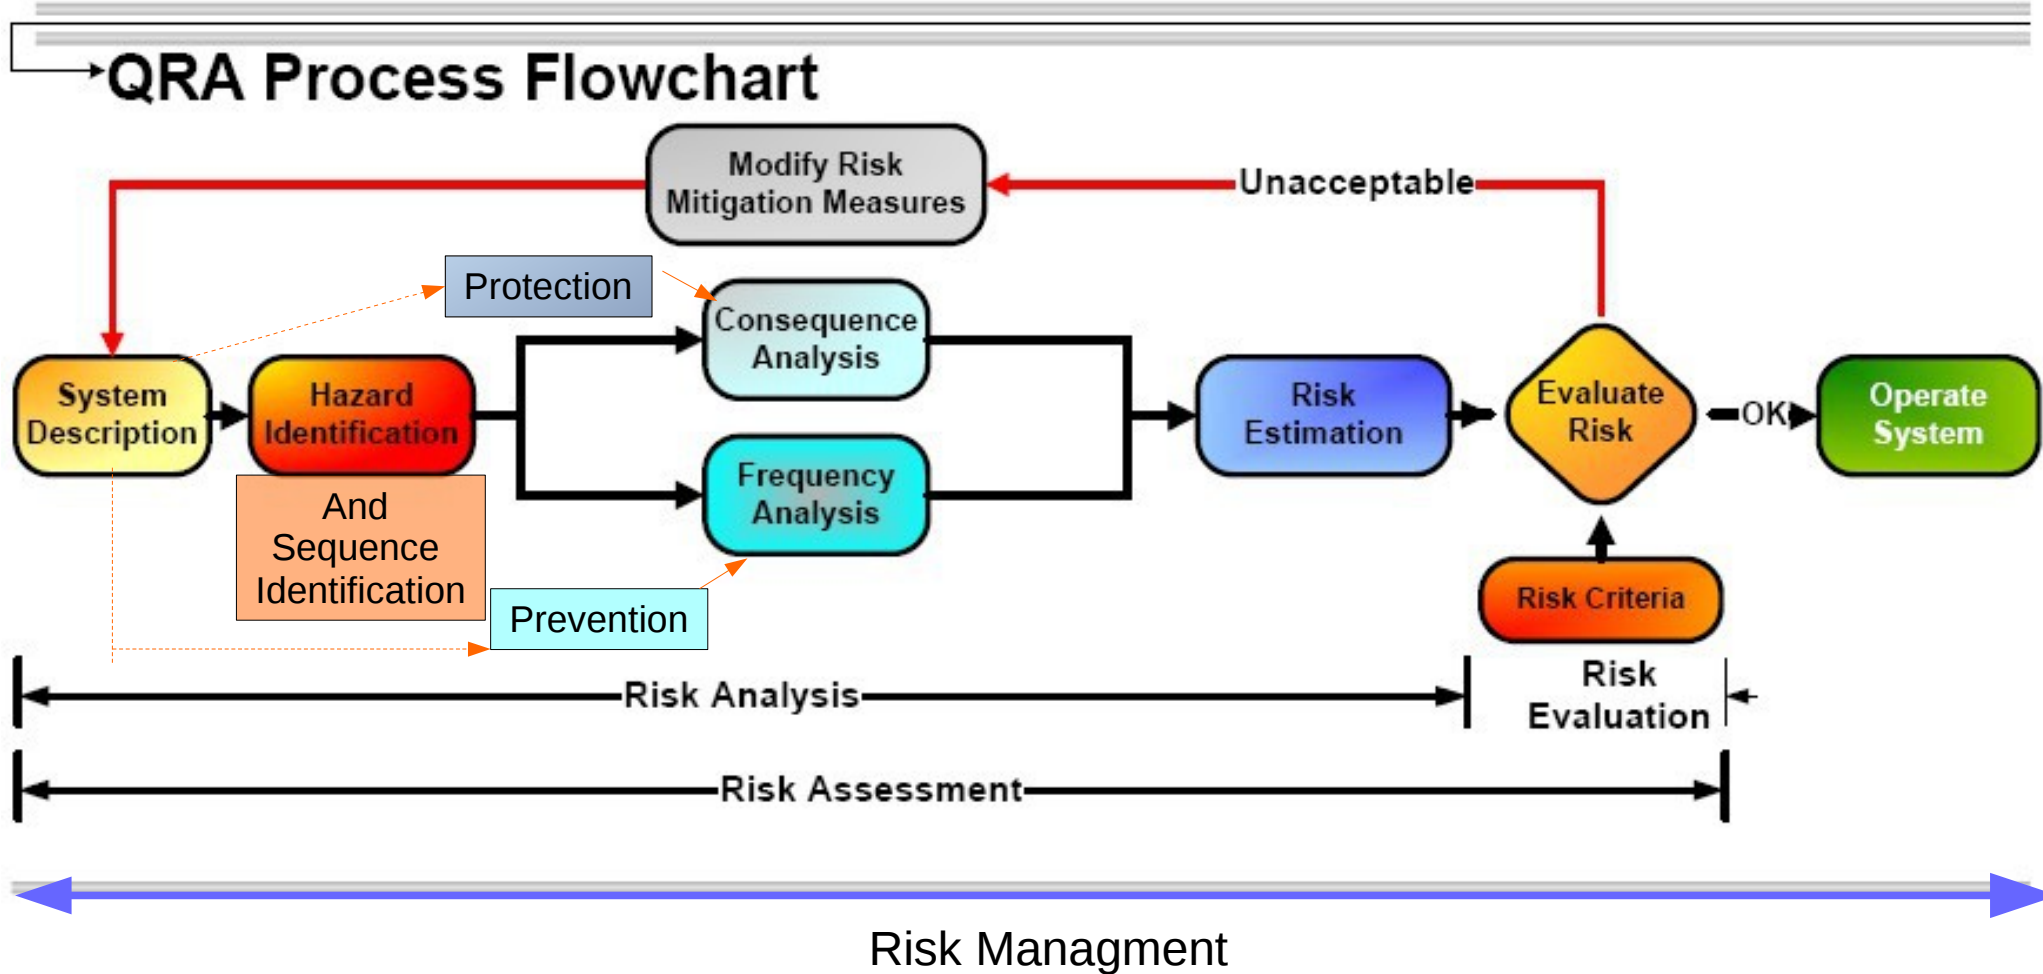 QRA Process Flowchart
Modify Risk
Mitigation Measures
Unacceptable
Protection
Consequence
Analysis
System
Description
Hazard
Identification
Risk
Estimation
Evaluate
Risk
OK
Operate
System
And
Sequence
Identification
Frequency
Analysis
Prevention
Risk Criteria
Risk Analysis
Risk
Evaluation
Risk Assessment
Risk Managment